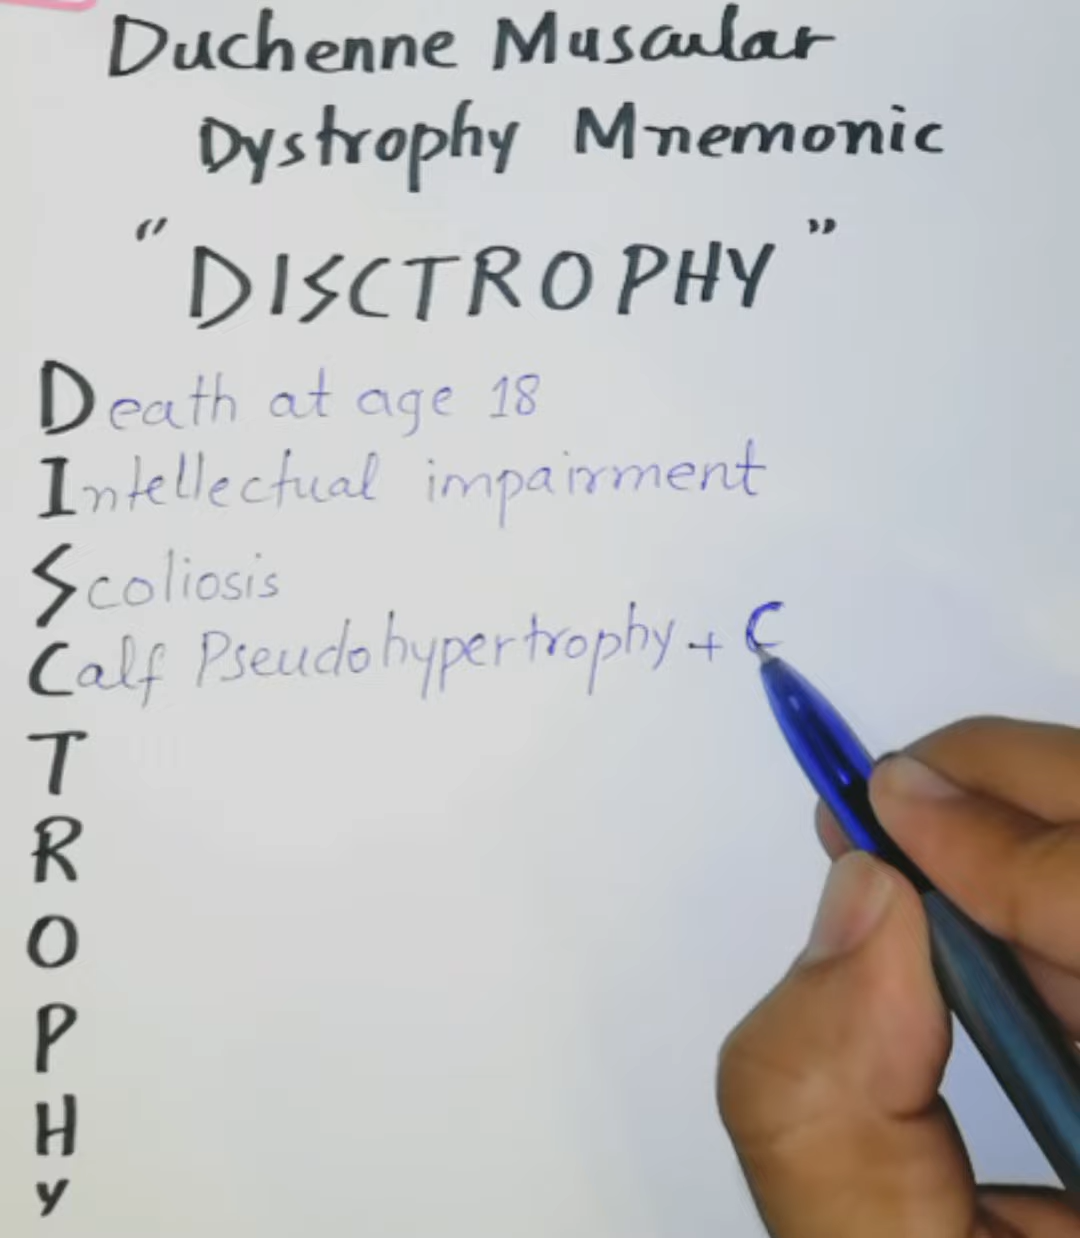 Duchenne Muscular
Dystrophy Mnemonic
"DISCTROPHY"
Death at age 18
Intellectual impairment
Scoliosis
Calf Pseudohypertrophy + C
T
R
O
P
H
Y